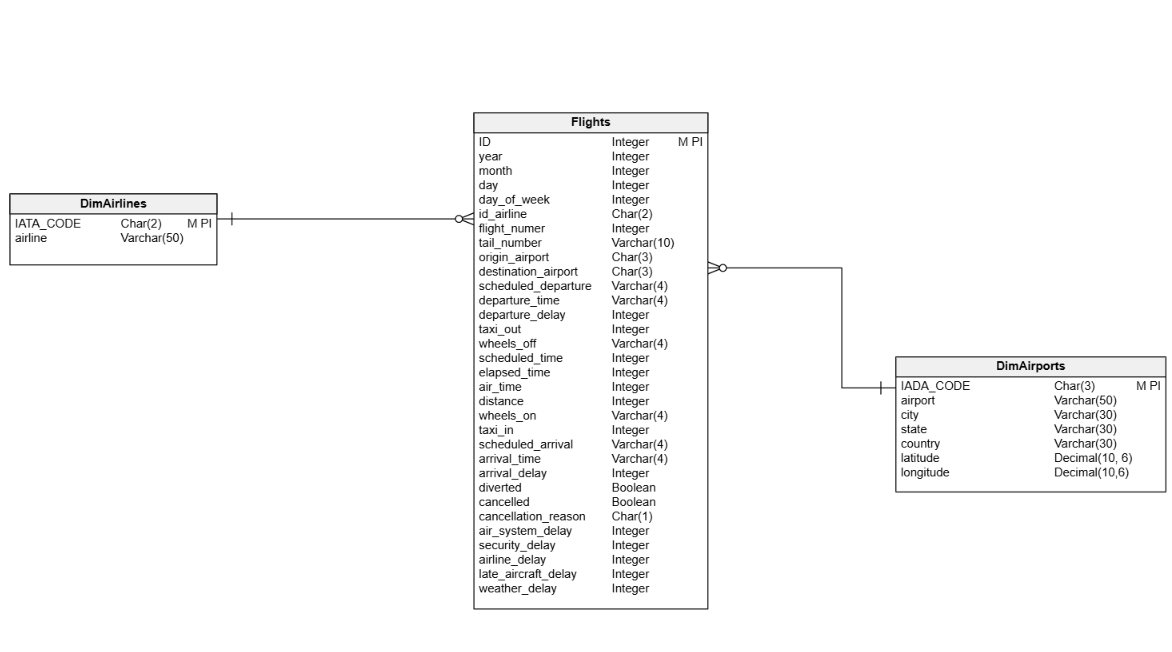 Flights
ID Integer M PI
year Integer
month Integer
day Integer
day_of_week Integer
id_airline Char(2)
flight_numer Integer
tail_number Varchar(10)
origin_airport Char(3)
destination_airport Char(3)
scheduled_departure Varchar(4)
departure_time Varchar(4)
departure_delay Integer
taxi_out Integer
wheels_off Varchar(4)
scheduled_time Integer
elapsed_time Integer
air_time Integer
distance Integer
wheels_on Varchar(4)
taxi_in Integer
scheduled_arrival Varchar(4)
arrival_time Varchar(4)
arrival_delay Integer
diverted Boolean
cancelled Boolean
cancellation_reason Char(1)
air_system_delay Integer
security_delay Integer
airline_delay Integer
late_aircraft_delay Integer
weather_delay Integer
DimAirlines
IATA_CODE Char(2) M PI
airline Varchar(50)
DimAirports
IADA_CODE Char(3) M PI
airport Varchar(50)
city Varchar(30)
state Varchar(30)
country Varchar(30)
latitude Decimal(10, 6)
longitude Decimal(10,6)